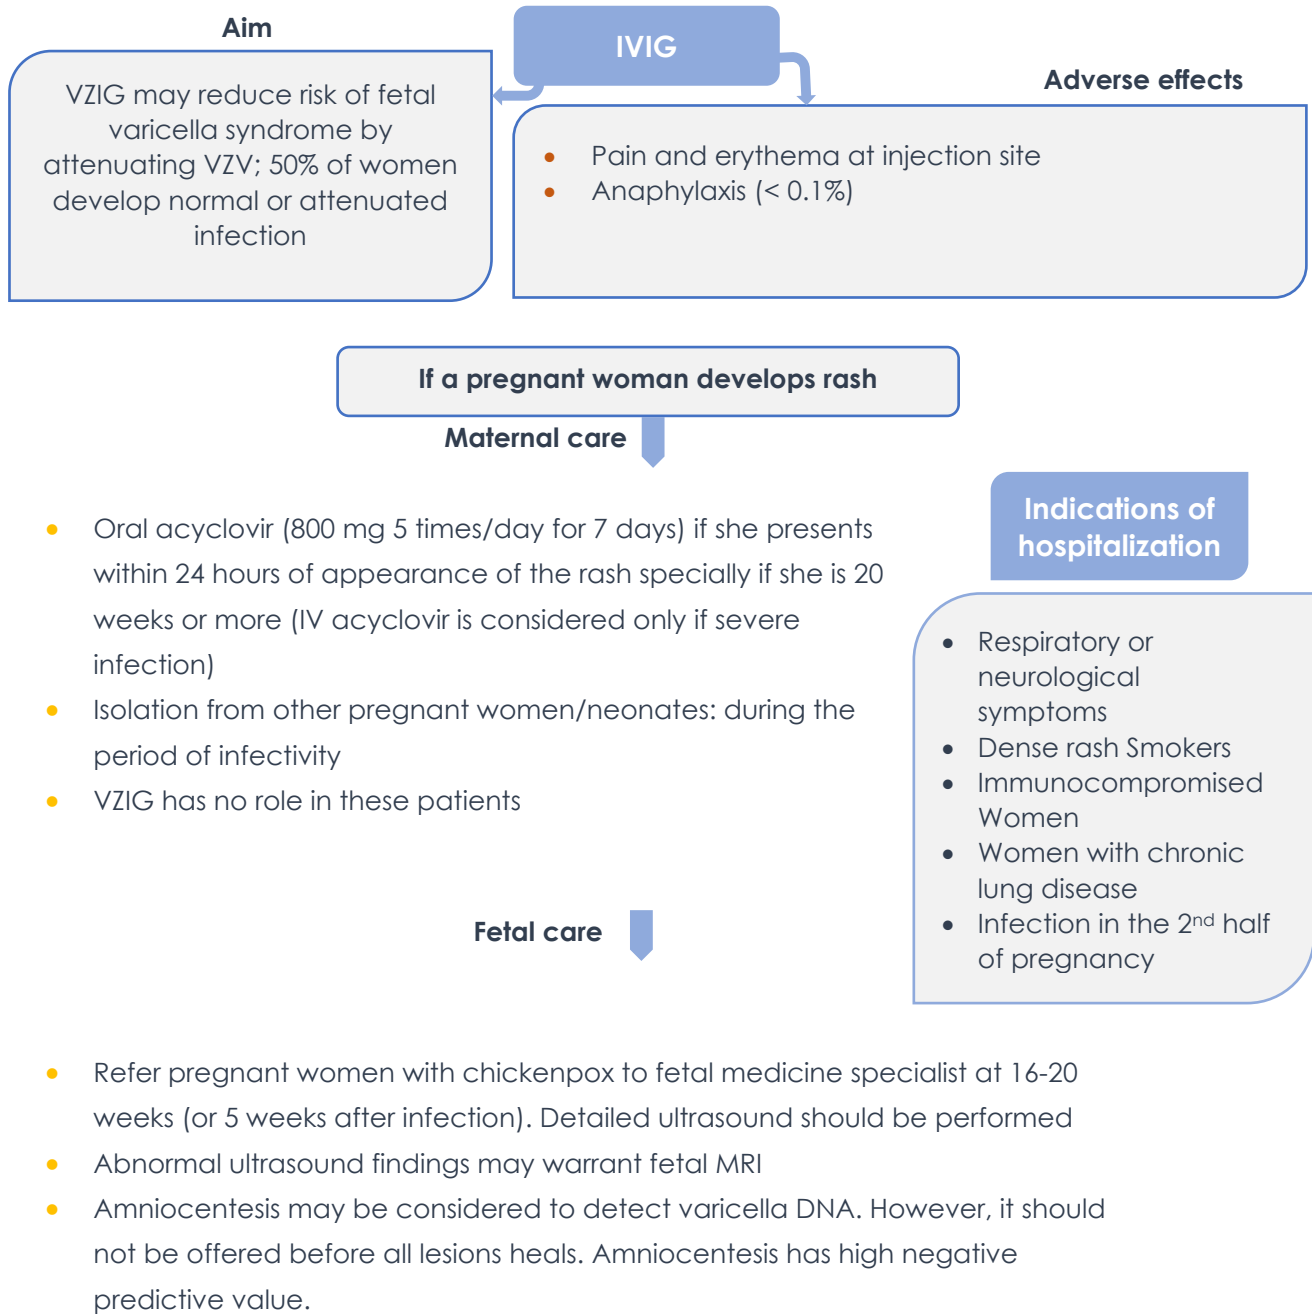 IVIG
Aim
VZIG may reduce risk of fetal
varicella syndrome by
attenuating VZV; 50% of women
develop normal or attenuated
infection
Adverse effects
• Pain and erythema at injection site
• Anaphylaxis (< 0.1%)
If a pregnant woman develops rash
Maternal care
• Oral acyclovir (800 mg 5 times/day for 7 days) if she presents
within 24 hours of appearance of the rash specially if she is 20
weeks or more (IV acyclovir is considered only if severe
infection)
• Isolation from other pregnant women/neonates: during the
period of infectivity
• VZIG has no role in these patients
Indications of
hospitalization
• Respiratory or
neurological
symptoms
• Dense rash Smokers
• Immunocompromised
Women
• Women with chronic
lung disease
• Infection in the 2nd half
of pregnancy
Fetal care
• Refer pregnant women with chickenpox to fetal medicine specialist at 16-20
weeks (or 5 weeks after infection). Detailed ultrasound should be performed
• Abnormal ultrasound findings may warrant fetal MRI
• Amniocentesis may be considered to detect varicella DNA. However, it should
not be offered before all lesions heals. Amniocentesis has high negative
predictive value.